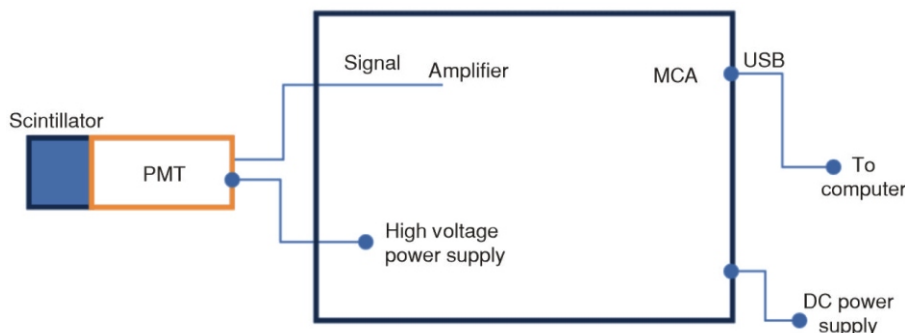 Signal
Amplifier
MCA
USB
Scintillator
PMT
To
computer
High voltage
power supply
DC power
supply